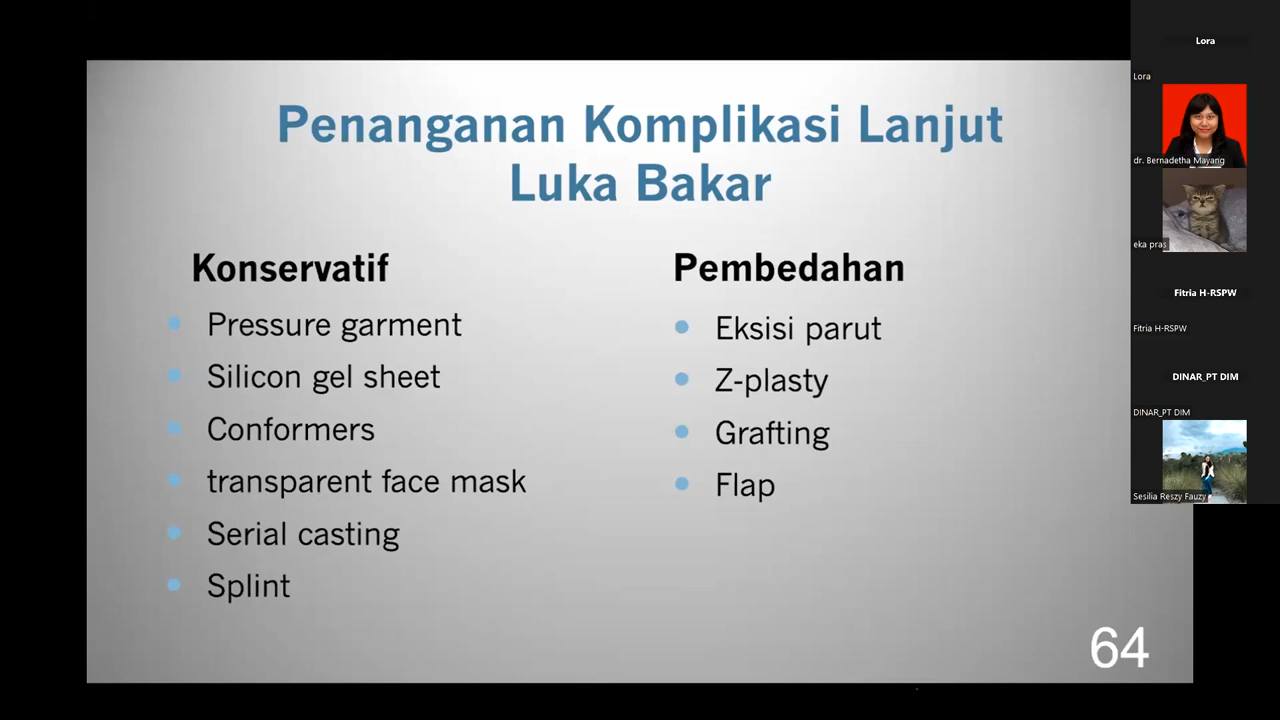 Penanganan Komplikasi Lanjut
Luka Bakar
Konservatif
Pressure garment
Silicon gel sheet
Conformers
transparent face mask
Serial casting
Splint
Pembedahan
Eksisi parut
Z-plasty
Grafting
Flap
64
Lora
Lora
dr. Bernadetha Mayang
eka pras
Fitria H-RSPW
Fitria H-RSPW
DINAR_PT DIM
DINAR_PT DIM
Sesilia Reszy Fauzy